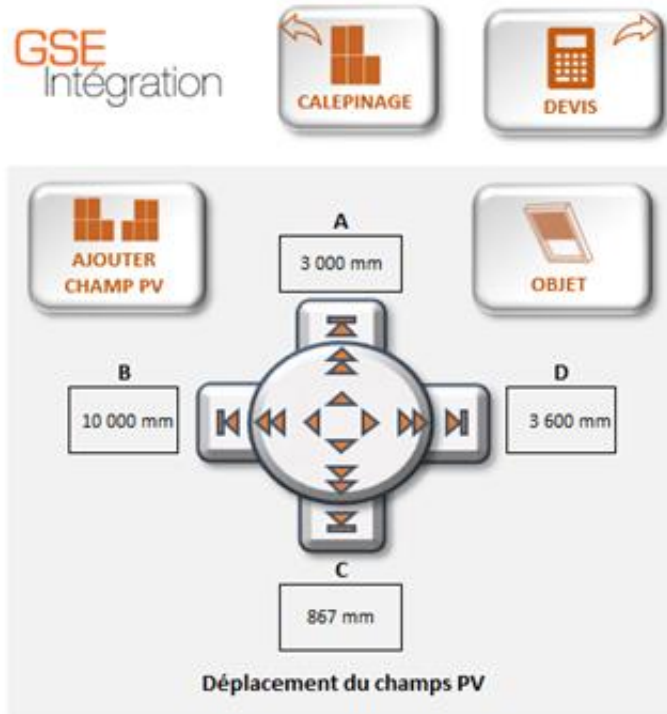 GSE
Intégration
CALEPINAGE
DEVIS
AJOUTER
CHAMP PV
A
3 000 mm
OBJET
B
10 000 mm
D
3 600 mm
C
867 mm
Déplacement du champs PV